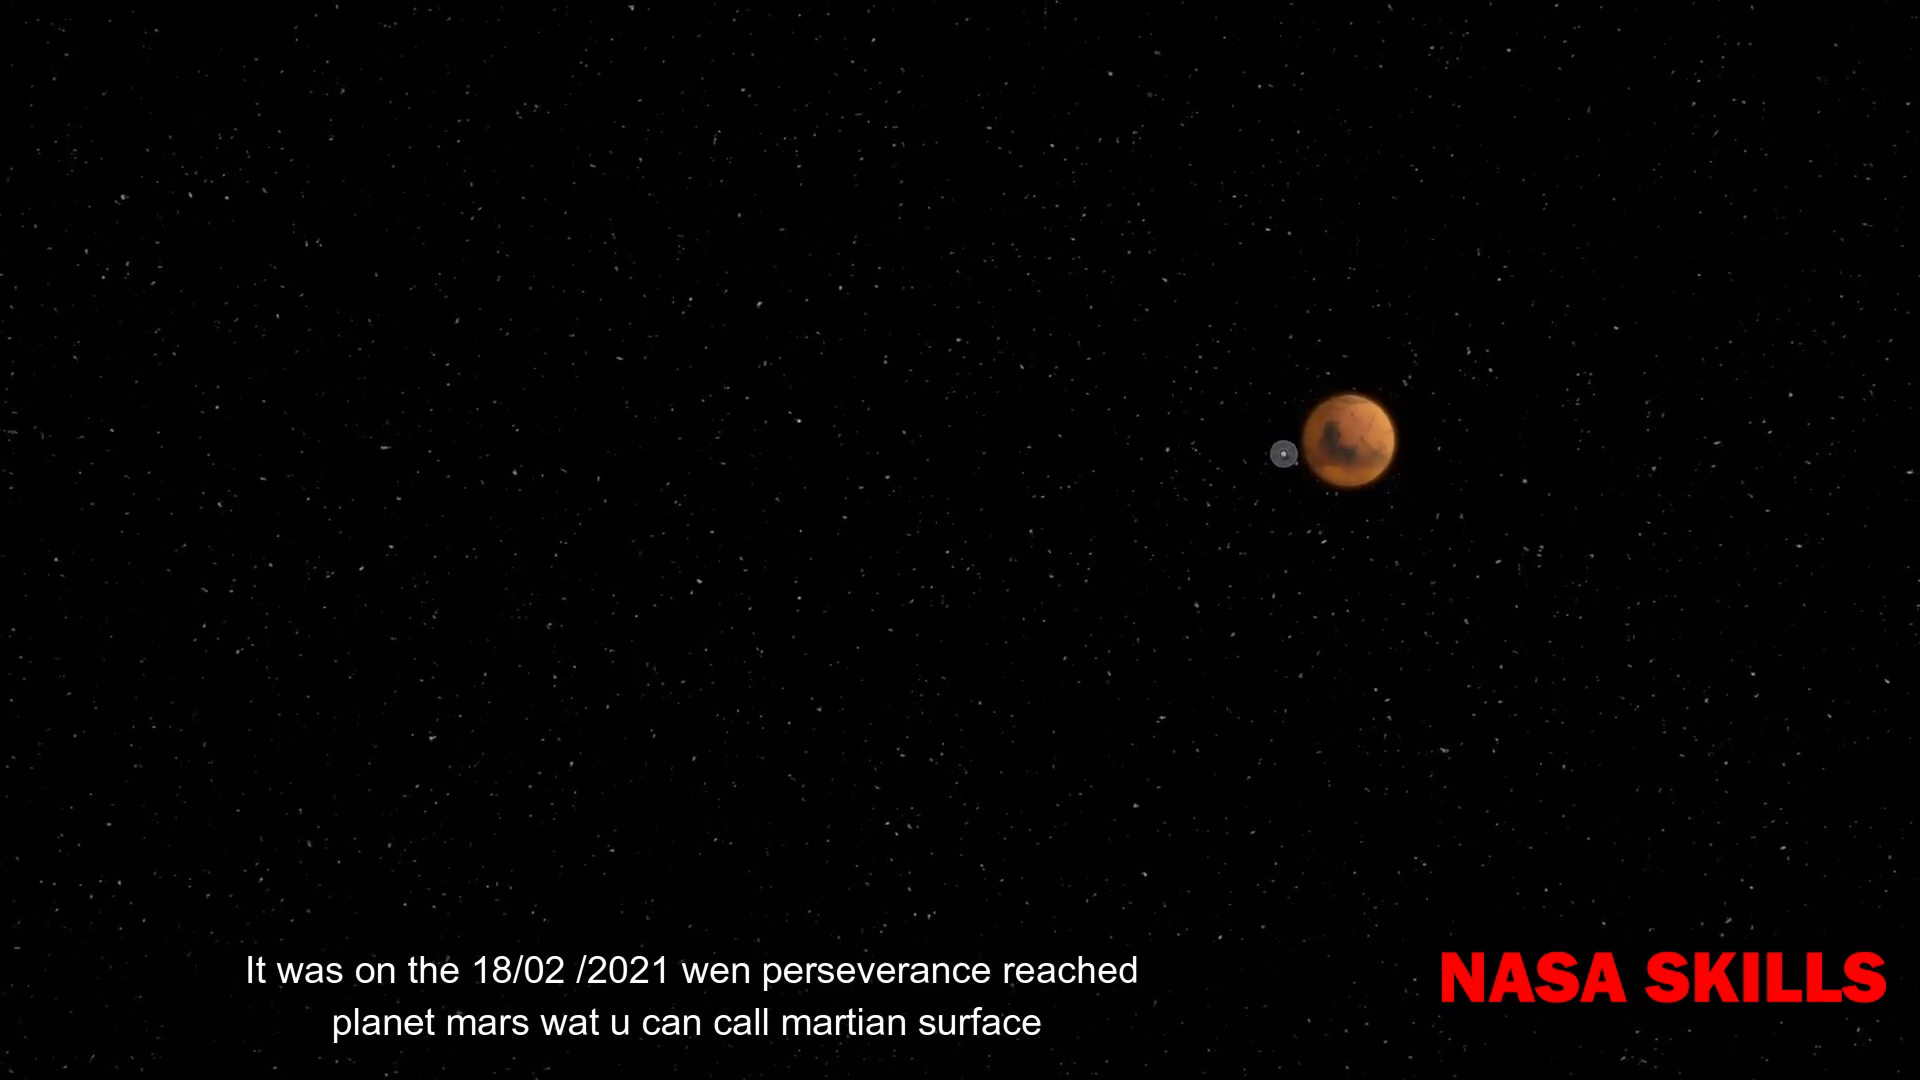 It was on the 18/02 /2021 wen perseverance reached
planet mars wat u can call martian surface
NASA SKILLS